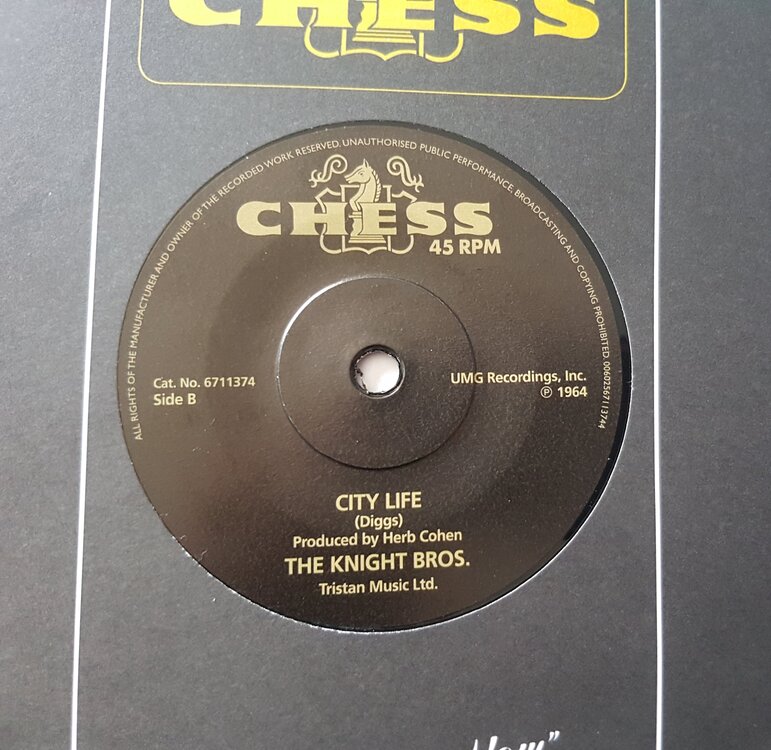 CHESS
ALL RIGHTS OF THE MANUFACTURER AND OWNER OF THE RECORDED WORK RESERVED. UNAUTHORISED PUBLIC PERFORMANCE, BROADCASTING AND COPYING PROHIBITED. 00602567113744
CHESS
45 RPM
Cat. No. 6711374
Side B
UMG Recordings, Inc.
℗ 1964
CITY LIFE
(Diggs)
Produced by Herb Cohen
THE KNIGHT BROS.
Tristan Music Ltd.